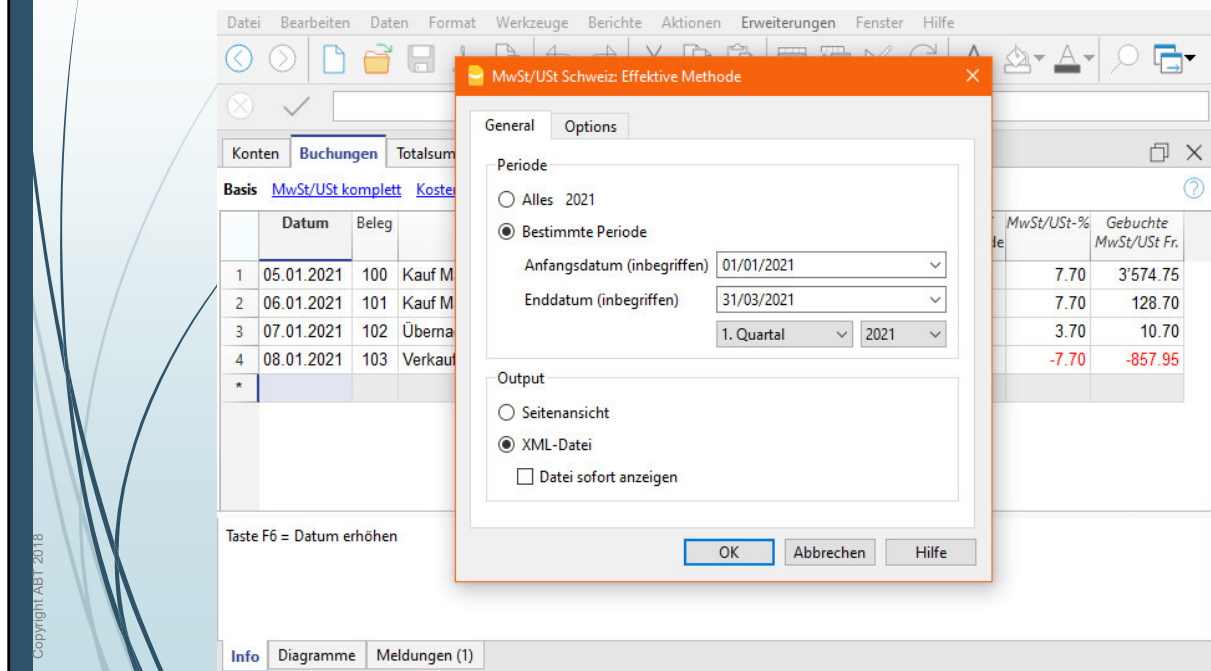 Datei Bearbeiten Daten Format Werkzeuge Berichte Aktionen Erweiterungen Fenster Hilfe
MwSt/USt Schweiz: Effektive Methode
General Options
Konten Buchungen Totalsum
Periode
Basis MwSt/USt komplett Koste
Alles 2021
Datum Beleg MwSt/USt-% Gebuchte
MwSt/USt Fr.
Bestimmte Periode
Anfangsdatum (inbegriffen) 01/01/2021
1 05.01.2021 100 Kauf M 7.70 3'574.75
Enddatum (inbegriffen) 31/03/2021
2 06.01.2021 101 Kauf M 7.70 128.70
3 07.01.2021 102 Überna 3.70 10.70
1. Quartal 2021
4 08.01.2021 103 Verkauf -7.70 -857.95
*
Output
Seitenansicht
XML-Datei
Datei sofort anzeigen
Taste F6 = Datum erhöhen
OK Abbrechen Hilfe
Info Diagramme Meldungen (1)
Copyright ABT 2018